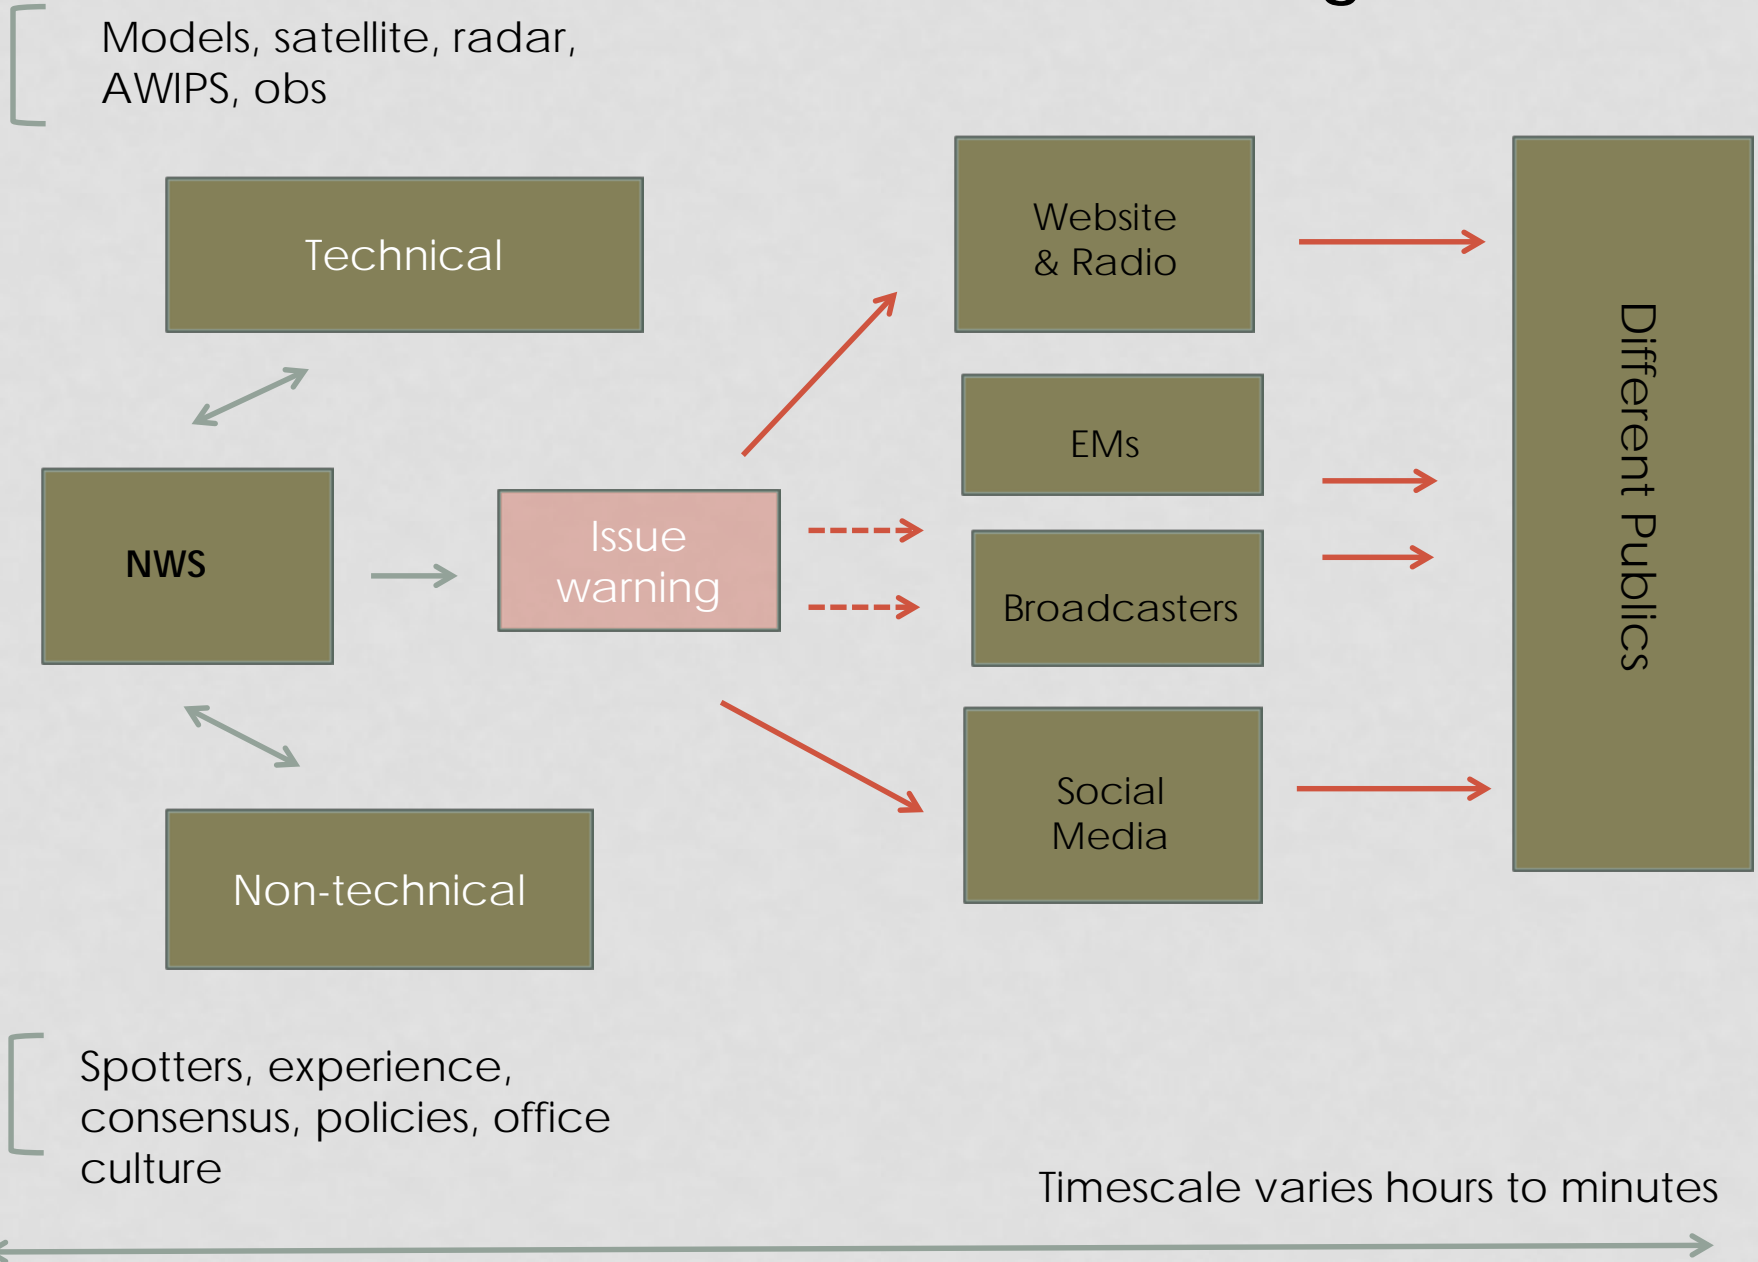 Models, satellite, radar,
AWIPS, obs
Technical
NWS
Non-technical
Spotters, experience,
consensus, policies, office
culture
Issue
warning
Website
& Radio
EMs
Broadcasters
Social
Media
Different Publics
Timescale varies hours to minutes